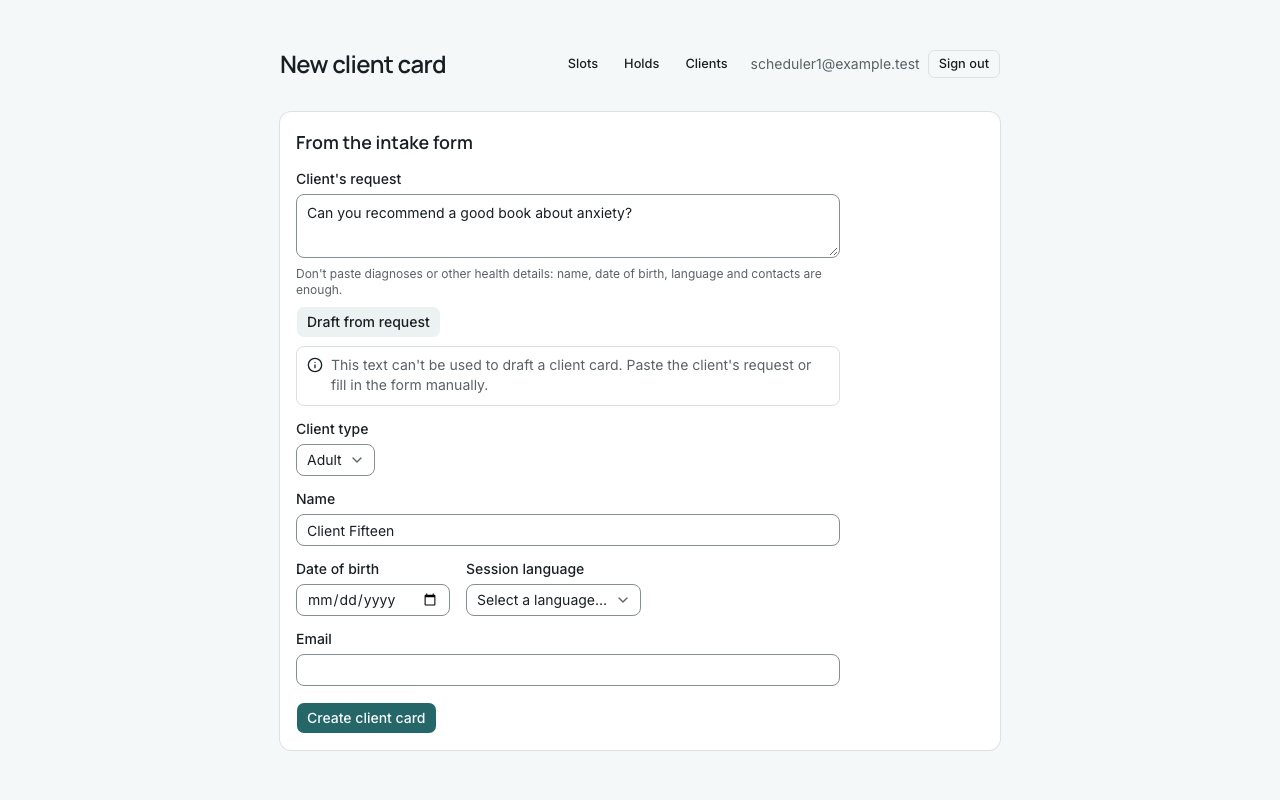 New client card
Slots Holds Clients scheduler1@example.test Sign out
From the intake form
Client's request
Can you recommend a good book about anxiety?
Don't paste diagnoses or other health details: name, date of birth, language and contacts are
enough.
Draft from request
This text can't be used to draft a client card. Paste the client's request or
fill in the form manually.
Client type
Adult
Name
Client Fifteen
Date of birth Session language
mm/dd/yyyy Select a language...
Email
Create client card